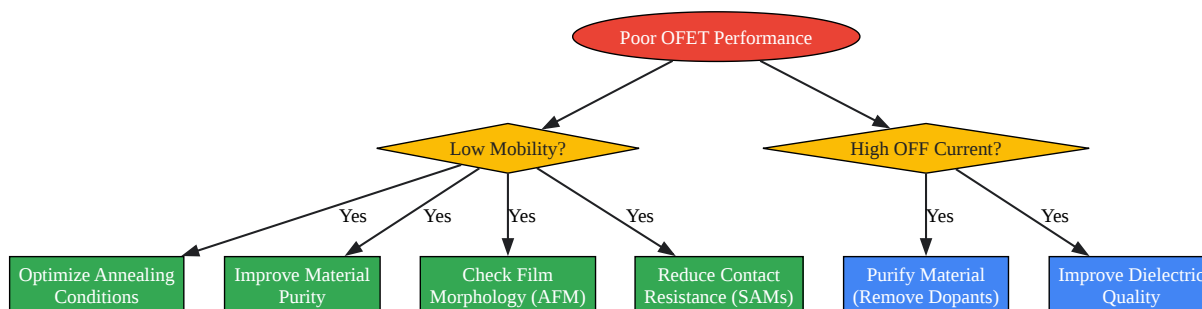 Poor OFET Performance
Low Mobility?
High OFF Current?
Yes
Yes
Yes
Yes
Yes
Yes
Optimize Annealing
Conditions
Improve Material
Purity
Check Film
Morphology (AFM)
Reduce Contact
Resistance (SAMs)
Purify Material
(Remove Dopants)
Improve Dielectric
Quality